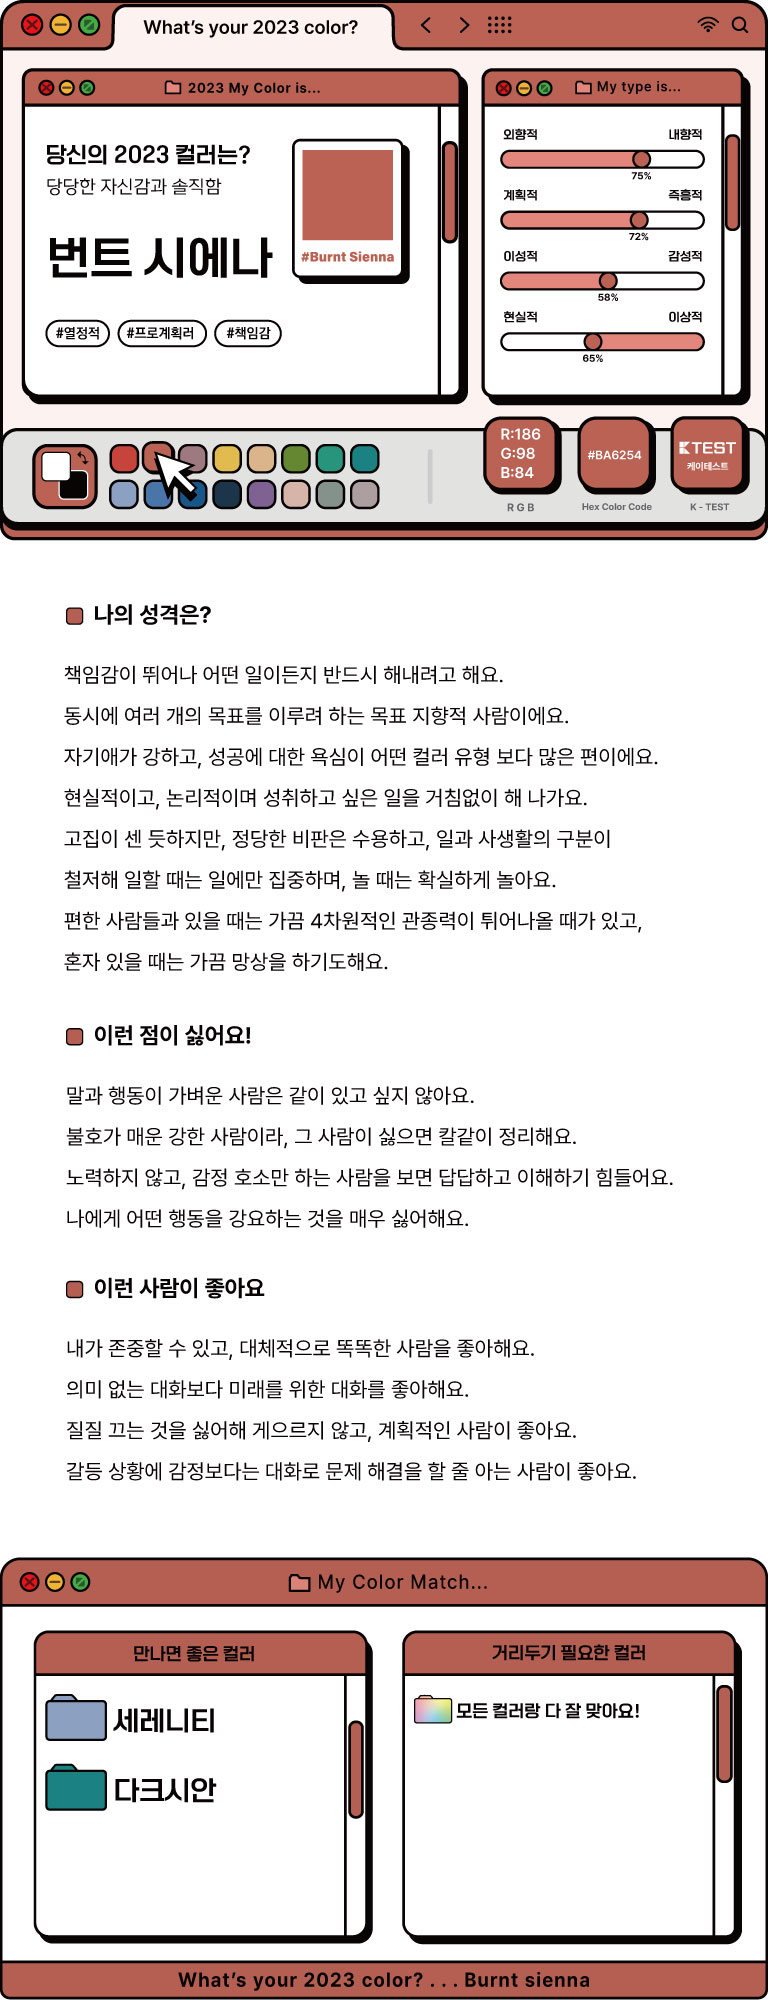 What's your 2023 color?
2023 My Color is...
당신의 2023 컬러는?
당당한 자신감과 솔직함
번트 시에나
#Burnt Sienna
#열정적 #프로계획러 #책임감
My type is...
외향적 내향적
75%
계획적 즉흥적
72%
이성적 감성적
58%
현실적 이상적
65%
R:186
G:98
B:84
RGB
#BA6254
Hex Color Code
KTEST
케이테스트
K - TEST
나의 성격은?
책임감이 뛰어나 어떤 일이든지 반드시 해내려고 해요.
동시에 여러 개의 목표를 이루려 하는 목표 지향적 사람이에요.
자기애가 강하고, 성공에 대한 욕심이 어떤 컬러 유형 보다 많은 편이에요.
현실적이고, 논리적이며 성취하고 싶은 일을 거침없이 해 나가요.
고집이 센 듯하지만, 정당한 비판은 수용하고, 일과 사생활의 구분이
철저해 일할 때는 일에만 집중하며, 놀 때는 확실하게 놀아요.
편한 사람들과 있을 때는 가끔 4차원적인 관종력이 튀어나올 때가 있고,
혼자 있을 때는 가끔 망상을 하기도해요.
이런 점이 싫어요!
말과 행동이 가벼운 사람은 같이 있고 싶지 않아요.
불호가 매운 강한 사람이라, 그 사람이 싫으면 칼같이 정리해요.
노력하지 않고, 감정 호소만 하는 사람을 보면 답답하고 이해하기 힘들어요.
나에게 어떤 행동을 강요하는 것을 매우 싫어해요.
이런 사람이 좋아요
내가 존중할 수 있고, 대체적으로 똑똑한 사람을 좋아해요.
의미 없는 대화보다 미래를 위한 대화를 좋아해요.
질질 끄는 것을 싫어해 게으르지 않고, 계획적인 사람이 좋아요.
갈등 상황에 감정보다는 대화로 문제 해결을 할 줄 아는 사람이 좋아요.
My Color Match...
만나면 좋은 컬러
세레니티
다크시안
거리두기 필요한 컬러
모든 컬러랑 다 잘 맞아요!
What's your 2023 color? . . . Burnt sienna